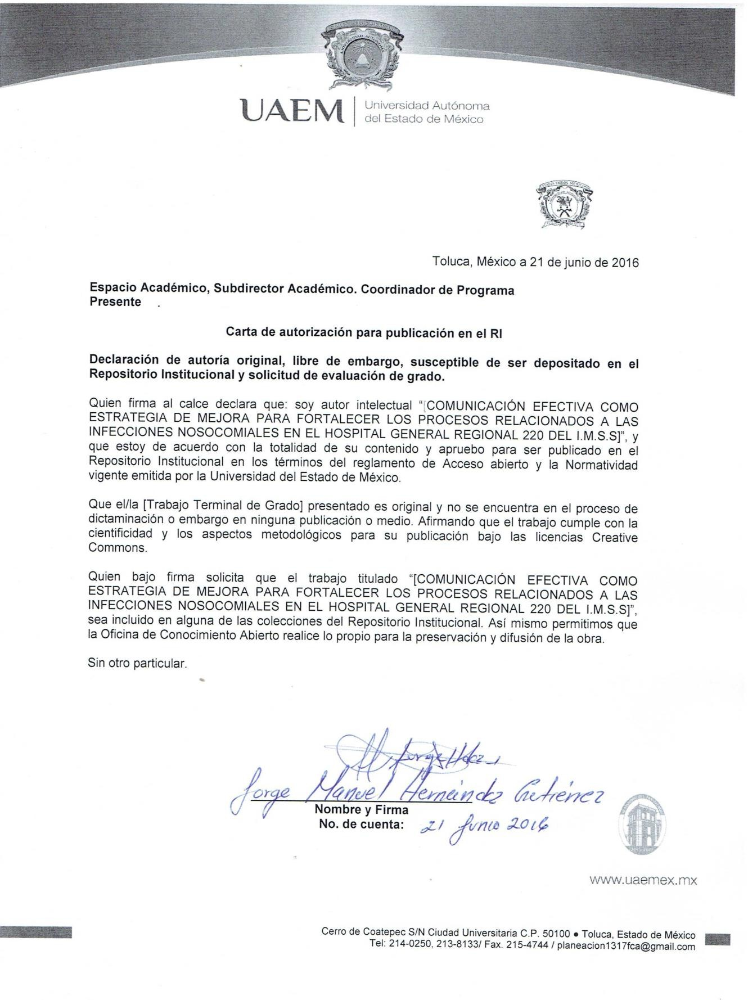 ESTADOS UNIDOS MEXICANOS
UNIVERSIDAD AUTONOMA
UAEM
Universidad Autónoma
del Estado de México
ESTADOS UNIDOS MEXICANOS
Toluca, México a 21 de junio de 2016
Espacio Académico, Subdirector Académico. Coordinador de Programa
Presente .
Carta de autorización para publicación en el RI
Declaración de autoría original, libre de embargo, susceptible de ser depositado en el
Repositorio Institucional y solicitud de evaluación de grado.
Quien firma al calce declara que: soy autor intelectual “[COMUNICACIÓN EFECTIVA COMO
ESTRATEGIA DE MEJORA PARA FORTALECER LOS PROCESOS RELACIONADOS A LAS
INFECCIONES NOSOCOMIALES EN EL HOSPITAL GENERAL REGIONAL 220 DEL I.M.S.S]”, y
que estoy de acuerdo con la totalidad de su contenido y apruebo para ser publicado en el
Repositorio Institucional en los términos del reglamento de Acceso abierto y la Normatividad
vigente emitida por la Universidad del Estado de México.
Que el/la [Trabajo Terminal de Grado] presentado es original y no se encuentra en el proceso de
dictaminación o embargo en ninguna publicación o medio. Afirmando que el trabajo cumple con la
cientificidad y los aspectos metodológicos para su publicación bajo las licencias Creative
Commons.
Quien bajo firma solicita que el trabajo titulado “[COMUNICACIÓN EFECTIVA COMO
ESTRATEGIA DE MEJORA PARA FORTALECER LOS PROCESOS RELACIONADOS A LAS
INFECCIONES NOSOCOMIALES EN EL HOSPITAL GENERAL REGIONAL 220 DEL I.M.S.S]”,
sea incluido en alguna de las colecciones del Repositorio Institucional. Así mismo permitimos que
la Oficina de Conocimiento Abierto realice lo propio para la preservación y difusión de la obra.
Sin otro particular.
Jorge Manuel Hernández Gutiérrez
Nombre y Firma
No. de cuenta: 21 Junio 2016
www.uaemex.mx
Cerro de Coatepec S/N Ciudad Universitaria C.P. 50100 ● Toluca, Estado de México
Tel: 214-0250, 213-8133/ Fax. 215-4744 / planeacion1317fca@gmail.com